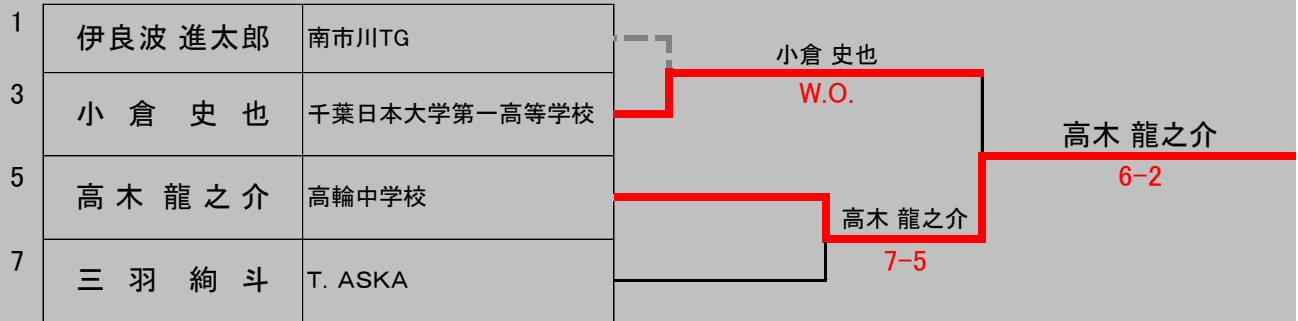 1 伊良波 進太郎 南市川TG
小倉 史也
W.O.
3 小 倉 史 也 千葉日本大学第一高等学校
高木 龍之介
6-2
5 高 木 龍 之 介 高輪中学校
高木 龍之介
7-5
7 三 羽 絢 斗 T. ASKA